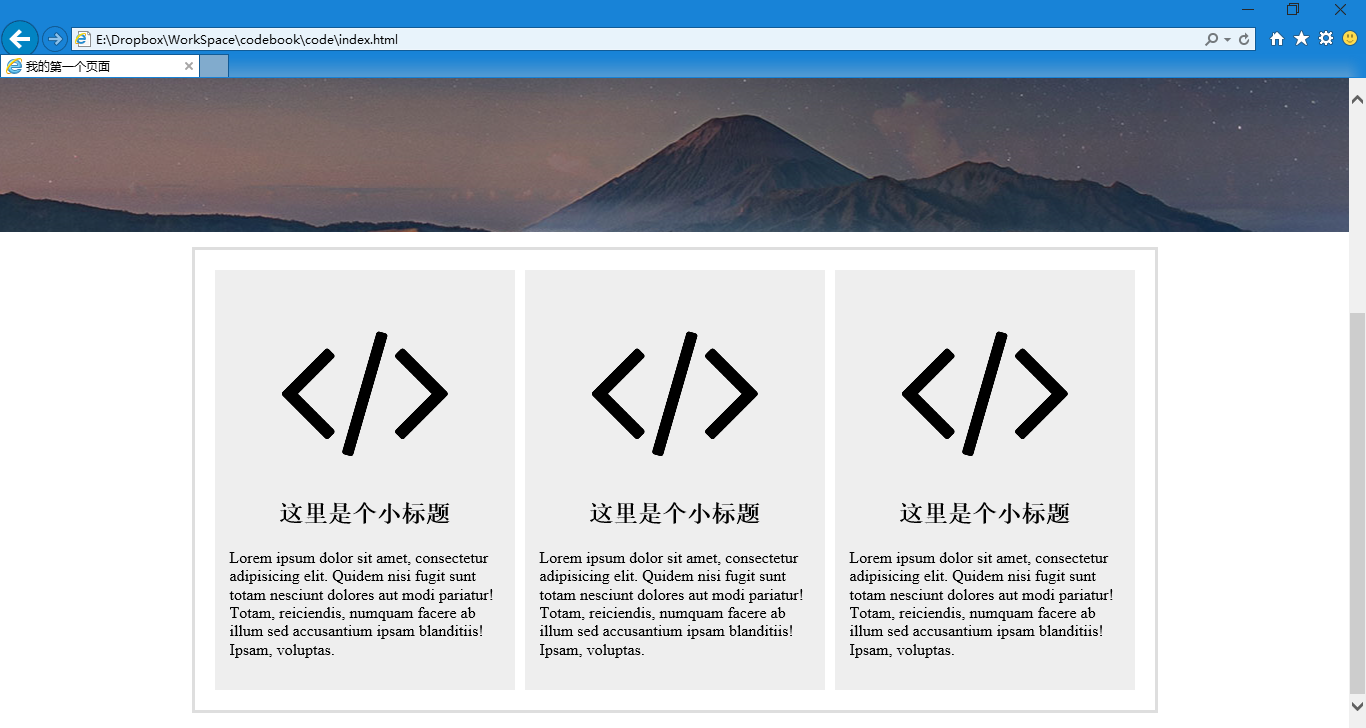 E:\Dropbox\WorkSpace\codebook\code\index.html
我的第一个页面
这里是个小标题
Lorem ipsum dolor sit amet, consectetur
adipisicing elit. Quidem nisi fugit sunt
totam nesciunt dolores aut modi pariatur!
Totam, reiciendis, numquam facere ab
illum sed accusantium ipsam blanditiis!
Ipsam, voluptas.
这里是个小标题
Lorem ipsum dolor sit amet, consectetur
adipisicing elit. Quidem nisi fugit sunt
totam nesciunt dolores aut modi pariatur!
Totam, reiciendis, numquam facere ab
illum sed accusantium ipsam blanditiis!
Ipsam, voluptas.
这里是个小标题
Lorem ipsum dolor sit amet, consectetur
adipisicing elit. Quidem nisi fugit sunt
totam nesciunt dolores aut modi pariatur!
Totam, reiciendis, numquam facere ab
illum sed accusantium ipsam blanditiis!
Ipsam, voluptas.